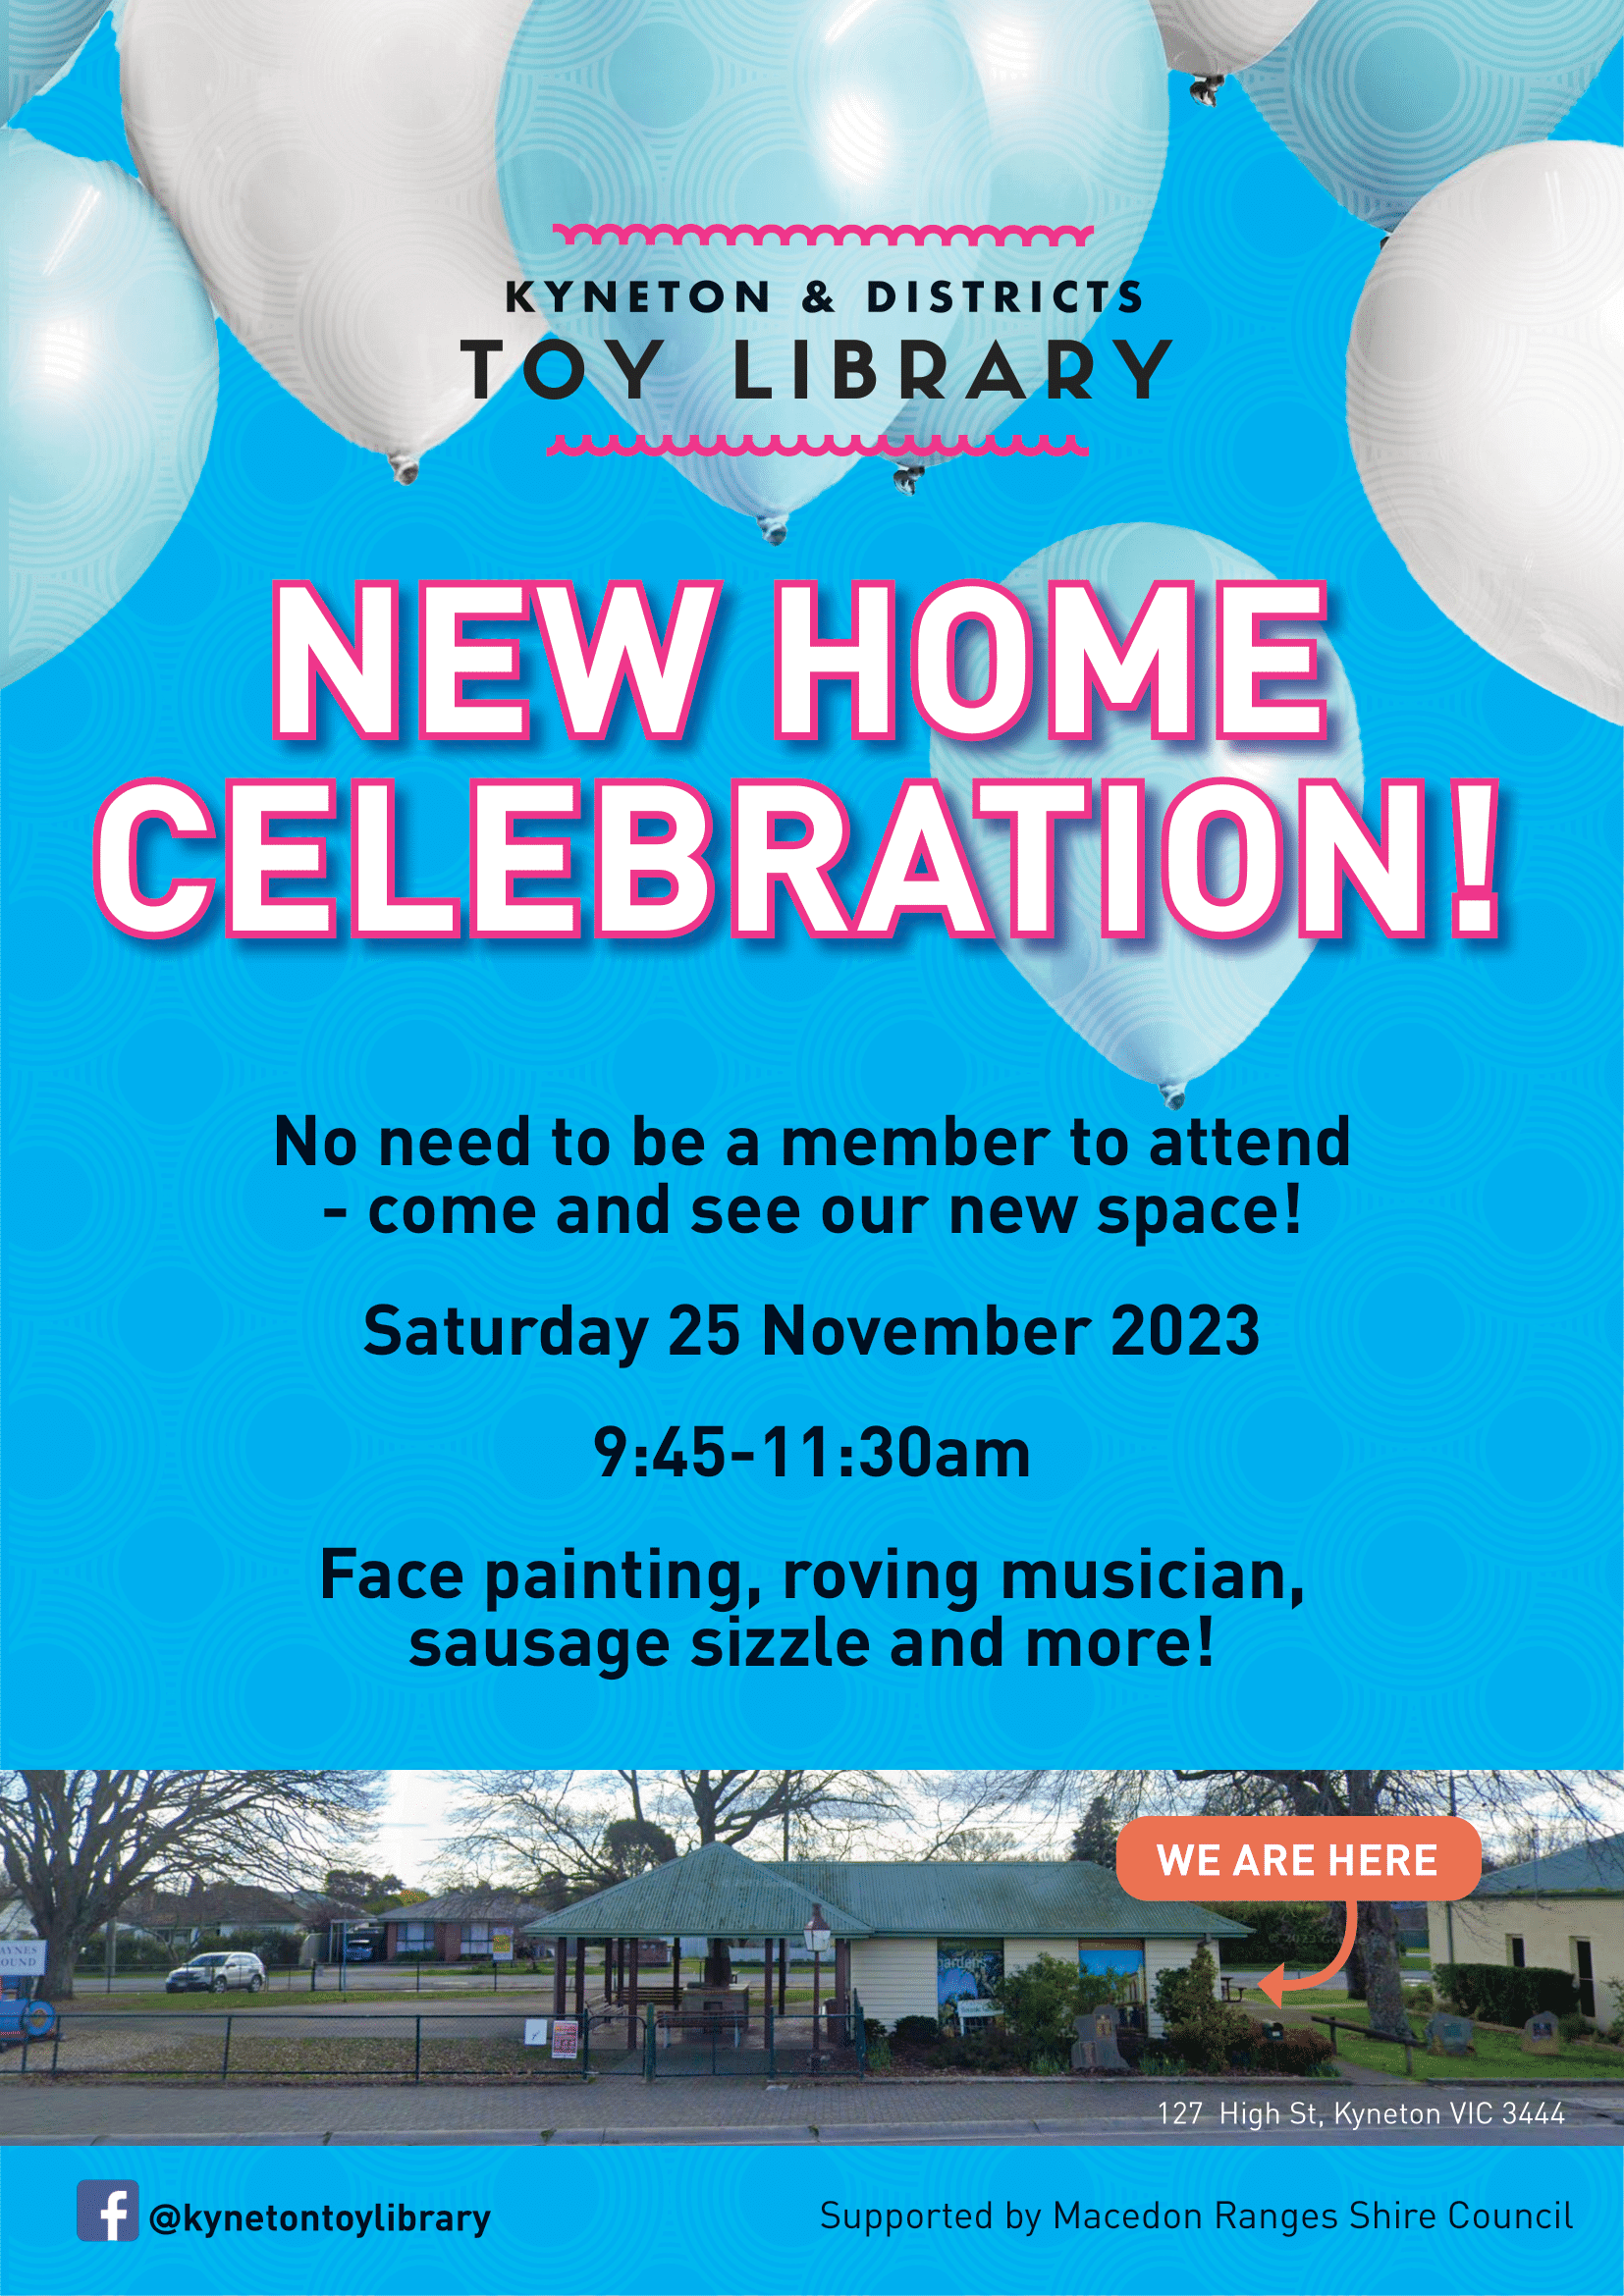 KYNETON & DISTRICTS
TOY LIBRARY
NEW HOME
CELEBRATION!
No need to be a member to attend
- come and see our new space!
Saturday 25 November 2023
9:45-11:30am
Face painting, roving musician,
sausage sizzle and more!
WE ARE HERE
gardens
127 High St, Kyneton VIC 3444
@kynetontoylibrary
Supported by Macedon Ranges Shire Council